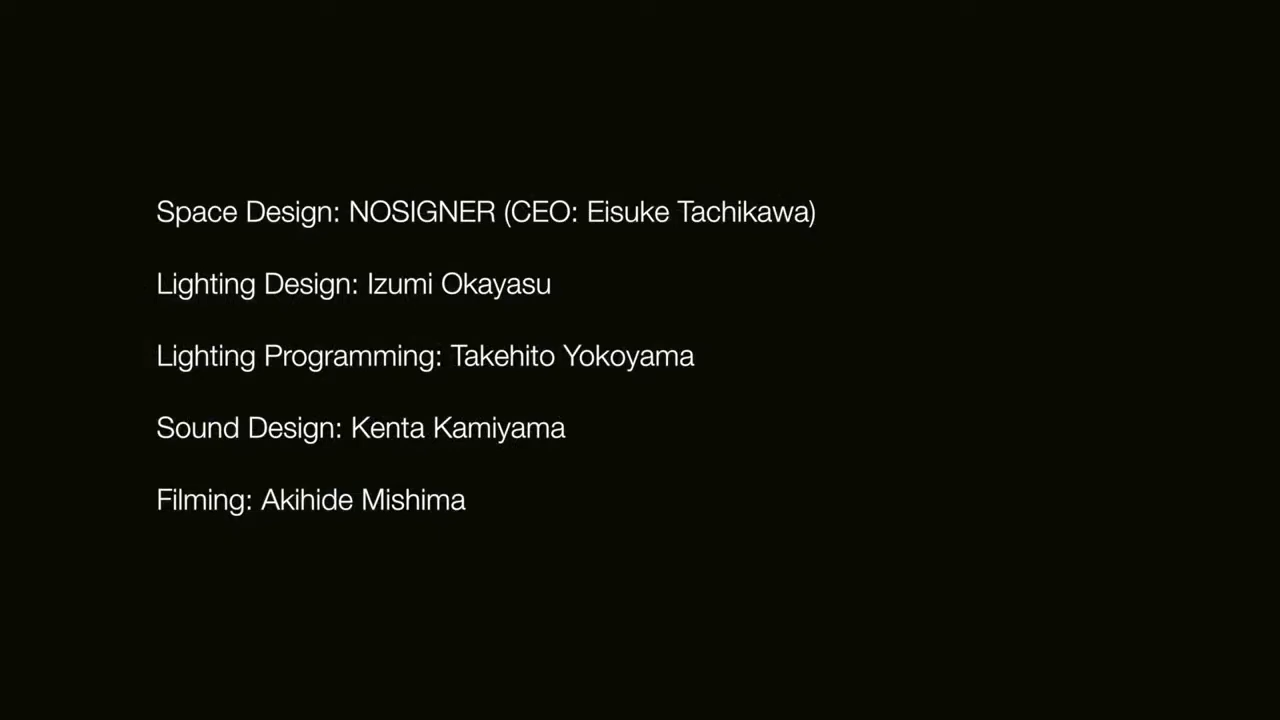 Space Design: NOSIGNER (CEO: Eisuke Tachikawa)
Lighting Design: Izumi Okayasu
Lighting Programming: Takehito Yokoyama
Sound Design: Kenta Kamiyama
Filming: Akihide Mishima